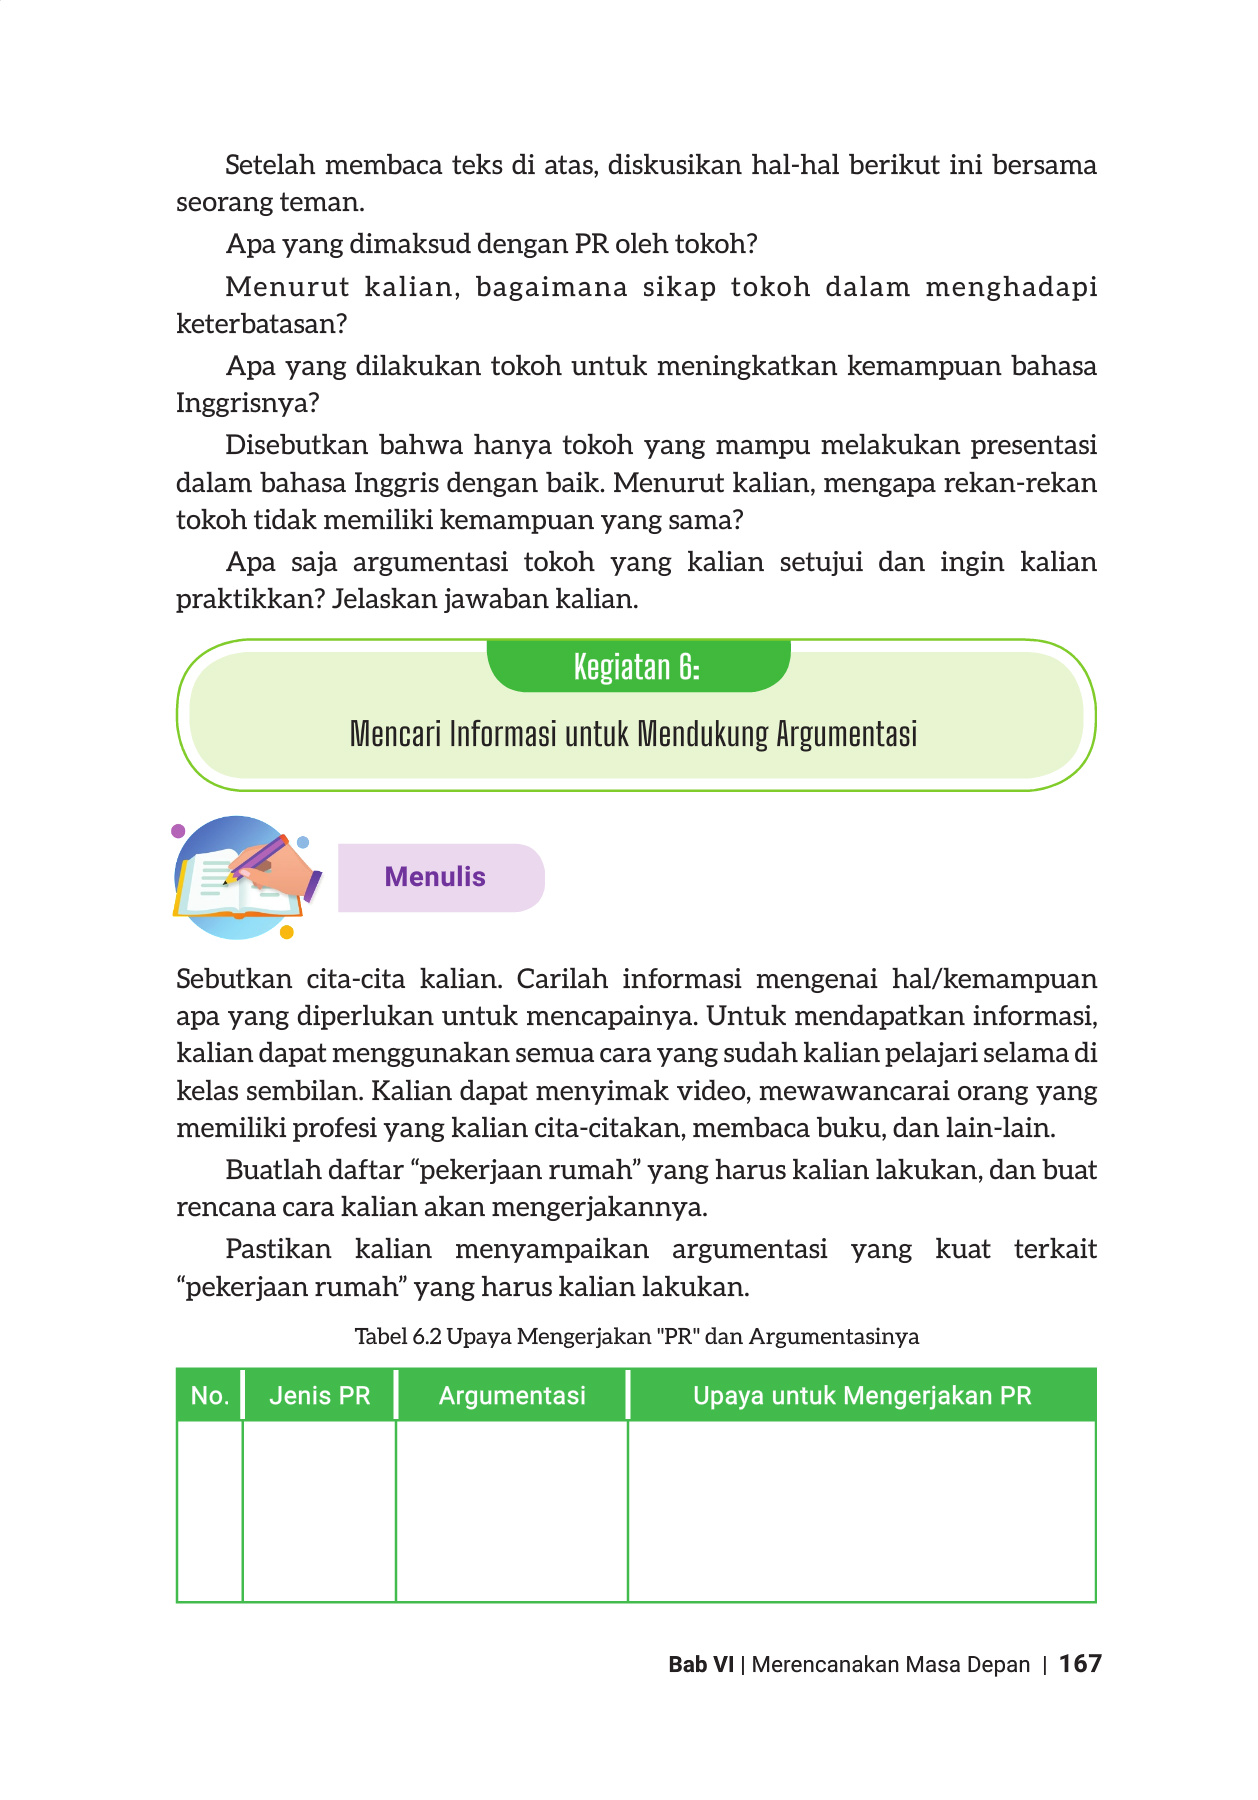 Setelah membaca teks di atas, diskusikan hal-hal berikut ini bersama
seorang teman.
Apa yang dimaksud dengan PR oleh tokoh?
Menurut kalian, bagaimana sikap tokoh dalam menghadapi
keterbatasan?
Apa yang dilakukan tokoh untuk meningkatkan kemampuan bahasa
Inggrisnya?
Disebutkan bahwa hanya tokoh yang mampu melakukan presentasi
dalam bahasa Inggris dengan baik. Menurut kalian, mengapa rekan-rekan
tokoh tidak memiliki kemampuan yang sama?
Apa saja argumentasi tokoh yang kalian setujui dan ingin kalian
praktikkan? Jelaskan jawaban kalian.
Kegiatan 6:
Mencari Informasi untuk Mendukung Argumentasi
Menulis
Sebutkan cita-cita kalian. Carilah informasi mengenai hal/kemampuan
apa yang diperlukan untuk mencapainya. Untuk mendapatkan informasi,
kalian dapat menggunakan semua cara yang sudah kalian pelajari selama di
kelas sembilan. Kalian dapat menyimak video, mewawancarai orang yang
memiliki profesi yang kalian cita-citakan, membaca buku, dan lain-lain.
Buatlah daftar “pekerjaan rumah” yang harus kalian lakukan, dan buat
rencana cara kalian akan mengerjakannya.
Pastikan kalian menyampaikan argumentasi yang kuat terkait
“pekerjaan rumah” yang harus kalian lakukan.
Tabel 6.2 Upaya Mengerjakan "PR" dan Argumentasinya
No. Jenis PR Argumentasi Upaya untuk Mengerjakan PR
Bab VI | Merencanakan Masa Depan | 167